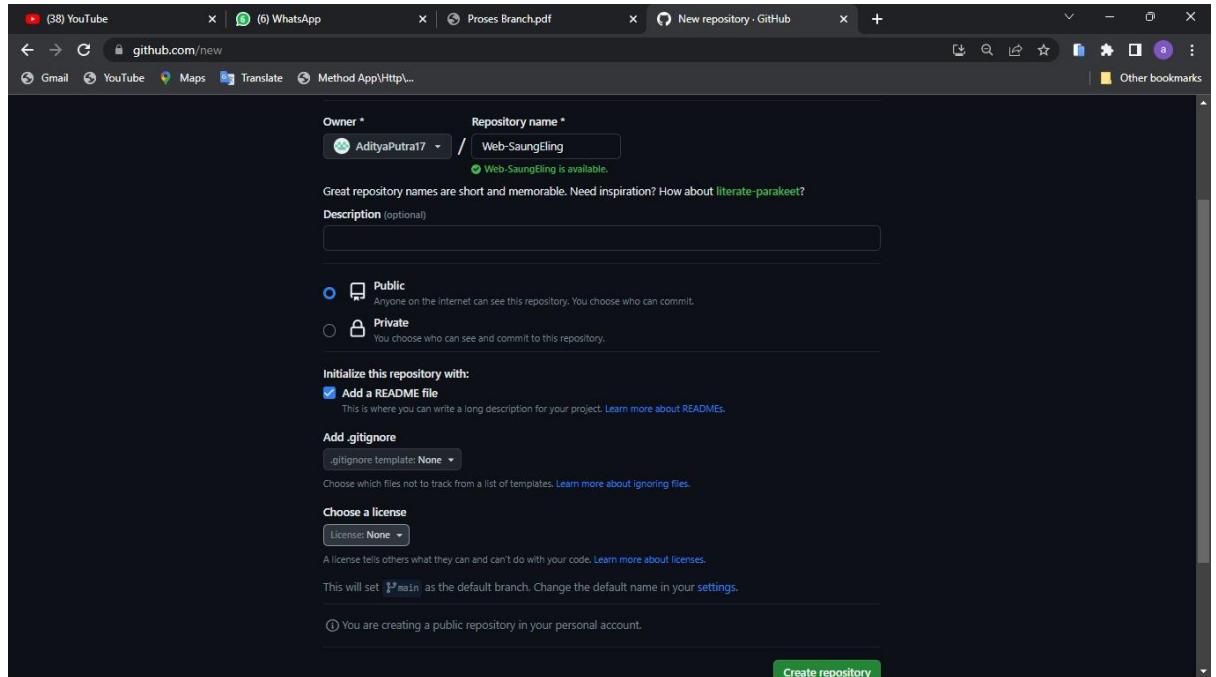 (38) YouTube
(6) WhatsApp
Proses Branch.pdf
New repository · GitHub
github.com/new
Gmail
YouTube
Maps
Translate
Method App\Http\...
Other bookmarks
Owner *
Repository name *
AdityaPutra17 / Web-SaungEling
Web-SaungEling is available.
Great repository names are short and memorable. Need inspiration? How about literate-parakeet?
Description (optional)
Public
Anyone on the internet can see this repository. You choose who can commit.
Private
You choose who can see and commit to this repository.
Initialize this repository with:
Add a README file
This is where you can write a long description for your project. Learn more about READMEs.
Add .gitignore
.gitignore template: None
Choose which files not to track from a list of templates. Learn more about ignoring files.
Choose a license
License: None
A license tells others what they can and can't do with your code. Learn more about licenses.
This will set main as the default branch. Change the default name in your settings.
You are creating a public repository in your personal account.
Create repository